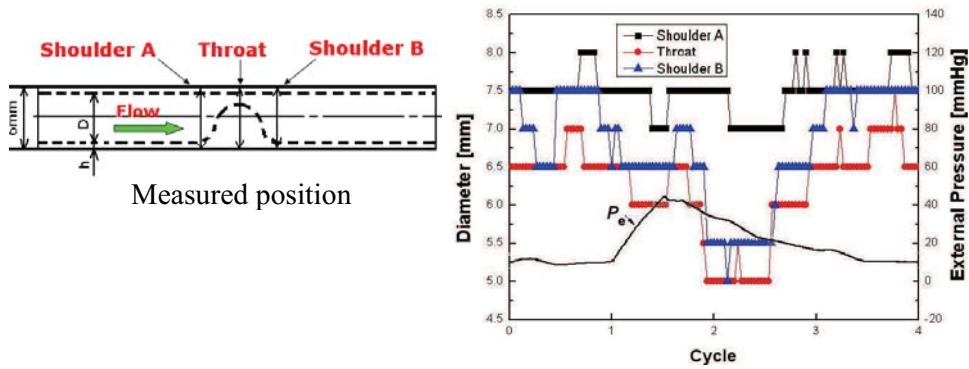 Shoulder A Throat Shoulder B
Flow
D
h
Measured position
Shoulder A
Throat
Shoulder B
Pe
Diameter [mm]
8.5
8.0
7.5
7.0
6.5
6.0
5.5
5.0
4.5
External Pressure [mmHg]
140
120
100
80
60
40
20
0
-20
0 1 2 3 4
Cycle